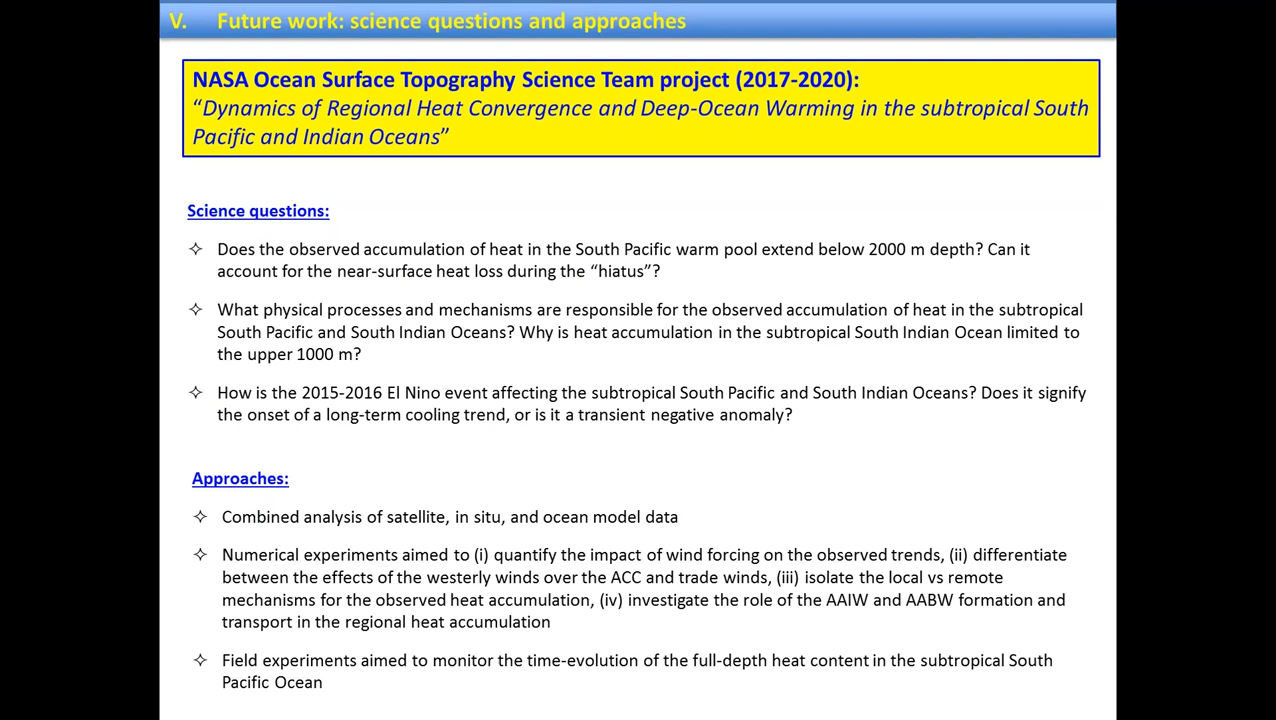 V. Future work: science questions and approaches
NASA Ocean Surface Topography Science Team project (2017-2020):
“Dynamics of Regional Heat Convergence and Deep-Ocean Warming in the subtropical South
Pacific and Indian Oceans”
Science questions:
✧ Does the observed accumulation of heat in the South Pacific warm pool extend below 2000 m depth? Can it
account for the near-surface heat loss during the “hiatus”?
✧ What physical processes and mechanisms are responsible for the observed accumulation of heat in the subtropical
South Pacific and South Indian Oceans? Why is heat accumulation in the subtropical South Indian Ocean limited to
the upper 1000 m?
✧ How is the 2015-2016 El Nino event affecting the subtropical South Pacific and South Indian Oceans? Does it signify
the onset of a long-term cooling trend, or is it a transient negative anomaly?
Approaches:
✧ Combined analysis of satellite, in situ, and ocean model data
✧ Numerical experiments aimed to (i) quantify the impact of wind forcing on the observed trends, (ii) differentiate
between the effects of the westerly winds over the ACC and trade winds, (iii) isolate the local vs remote
mechanisms for the observed heat accumulation, (iv) investigate the role of the AAIW and AABW formation and
transport in the regional heat accumulation
✧ Field experiments aimed to monitor the time-evolution of the full-depth heat content in the subtropical South
Pacific Ocean